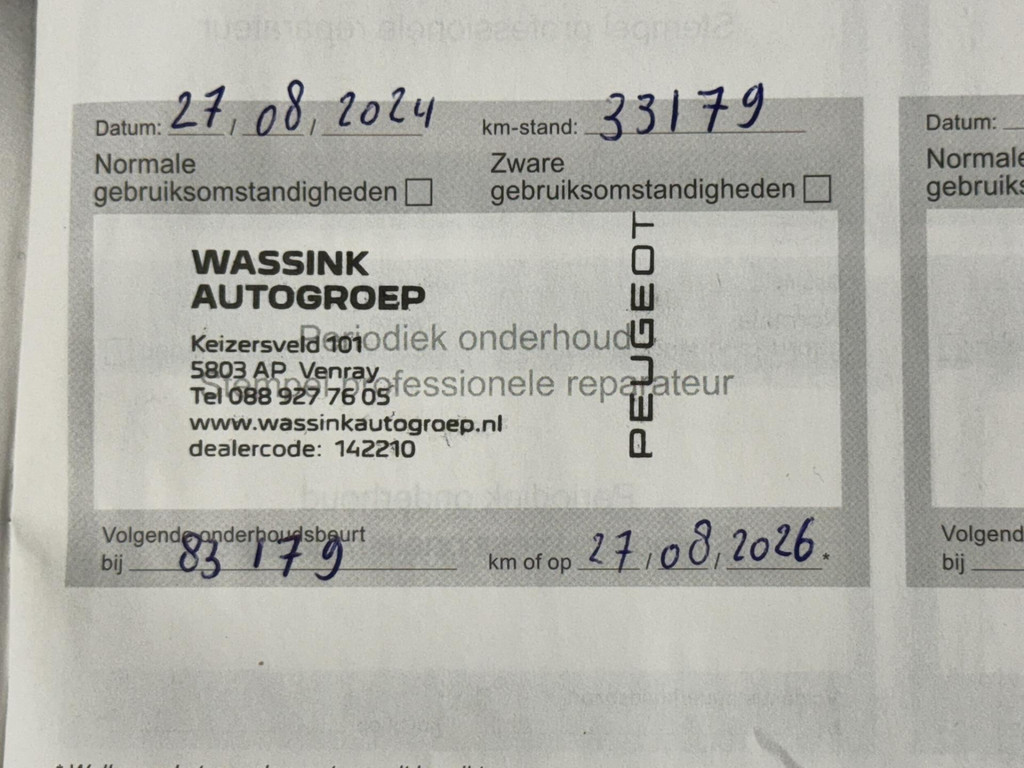 Datum: 27 / 08 / 2024 km-stand: 33179
Normale gebruiksomstandigheden
Zware gebruiksomstandigheden
WASSINK
AUTOGROEP
PEUGEOT
Periodiek onderhoud
Stempel professionele reparateur
Keizersveld 101
5803 AP Venray
Tel 088 927 76 05
www.wassinkautogroep.nl
dealercode: 142210
Volgende onderhoudsbeurt
bij 83179 km of op 27 / 08 / 2026 *
Datum:
Normale
Volgend
bij